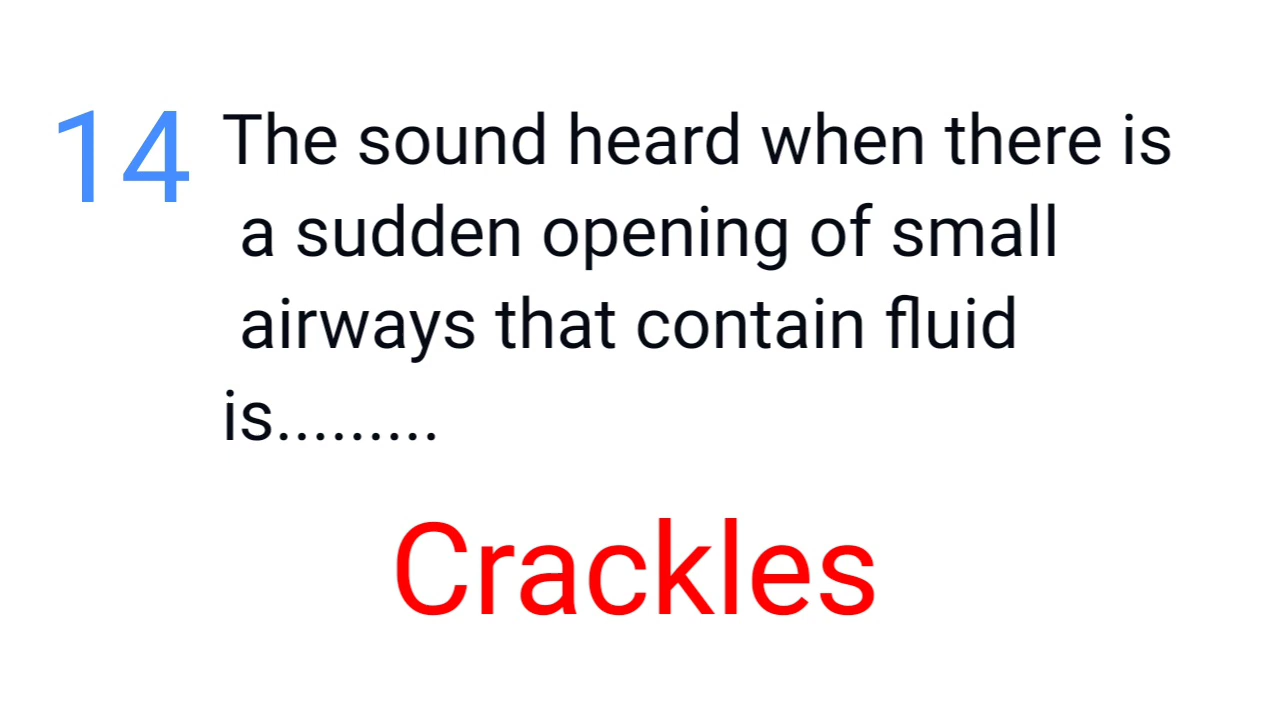 14 The sound heard when there is
a sudden opening of small
airways that contain fluid
is.........
Crackles